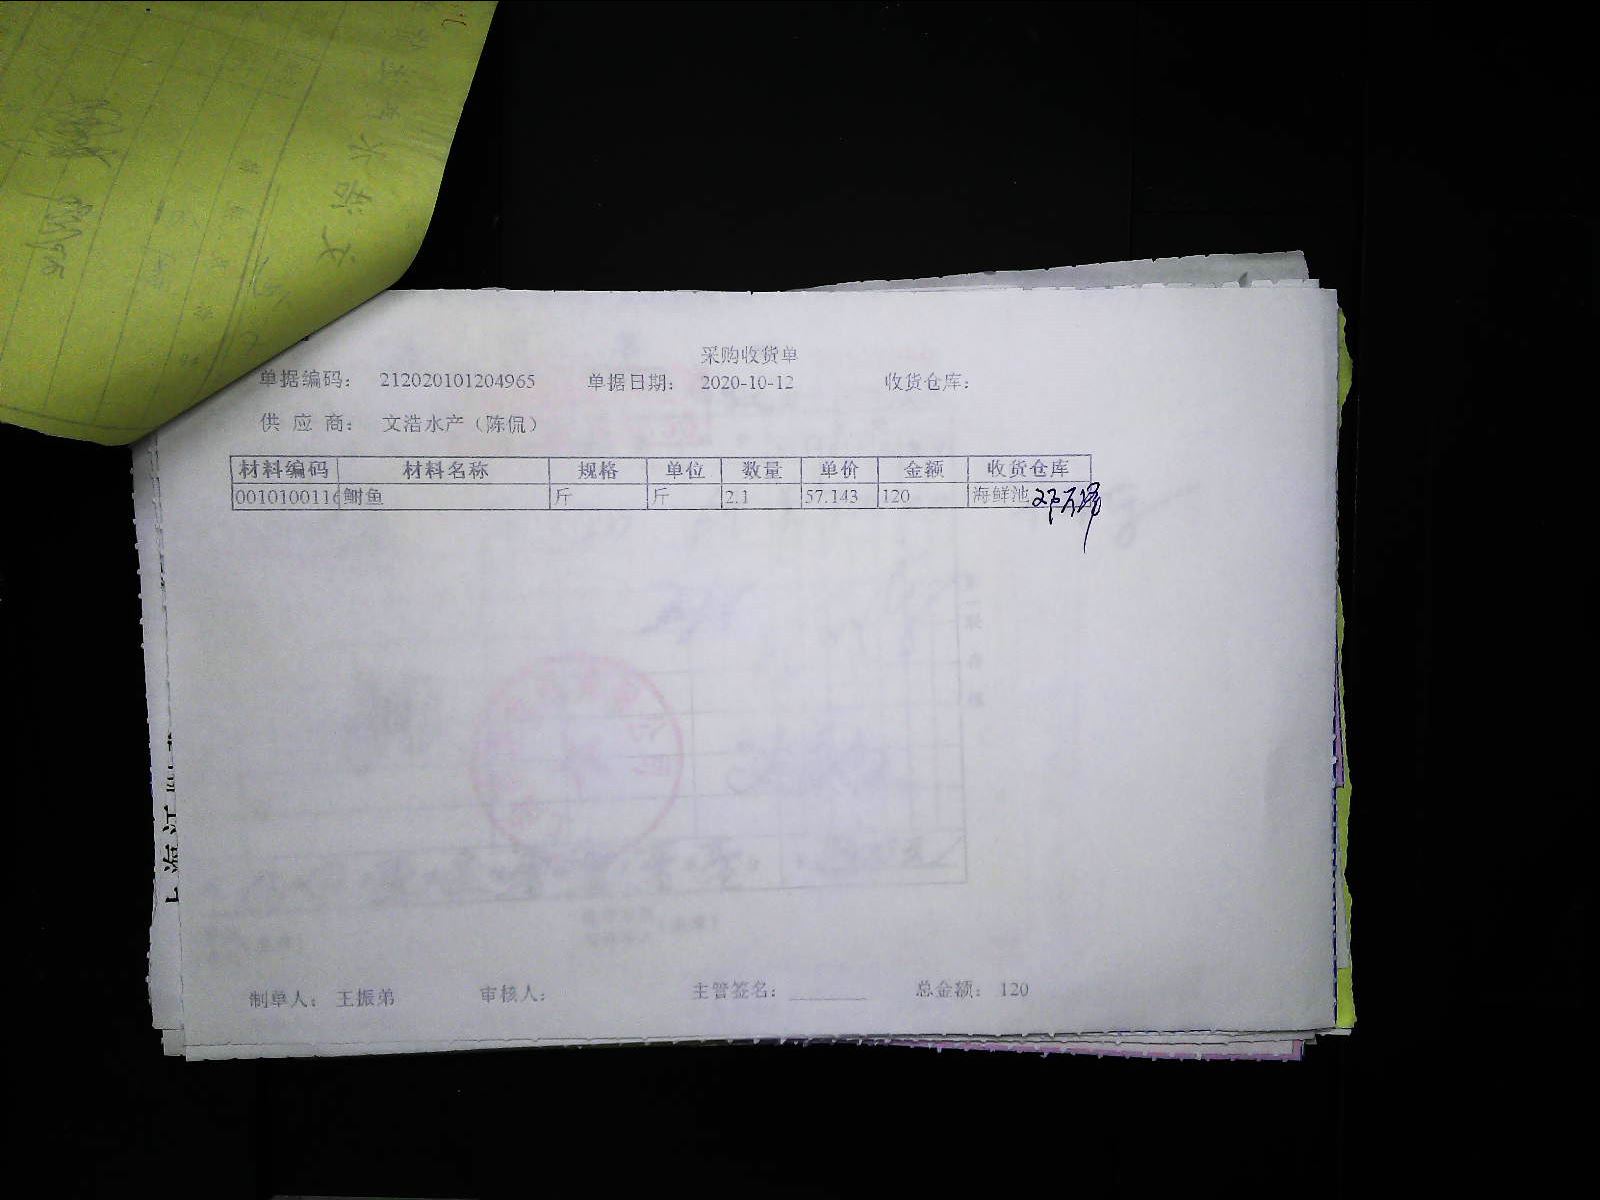 采购收货单
单据编码： 212020101204965 单据日期： 2020-10-12 收货仓库：
供 应 商： 文浩水产（陈侃）
材料编码 材料名称 规格 单位 数量 单价 金额 收货仓库
0010100116 鲥鱼 斤 斤 2.1 57.143 120 海鲜池
制单人： 王振弟 审核人： 主管签名： ________ 总金额： 120